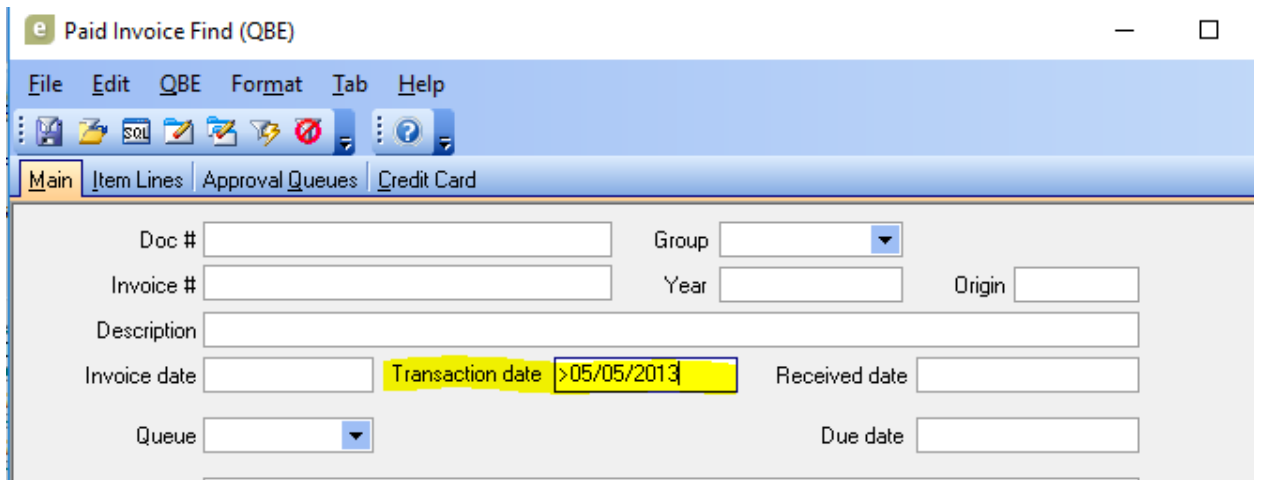 e Paid Invoice Find (QBE)
File Edit QBE Format Tab Help
SQL ?
Main Item Lines Approval Queues Credit Card
Doc # Group
Invoice # Year Origin
Description
Invoice date Transaction date >05/05/2013 Received date
Queue Due date